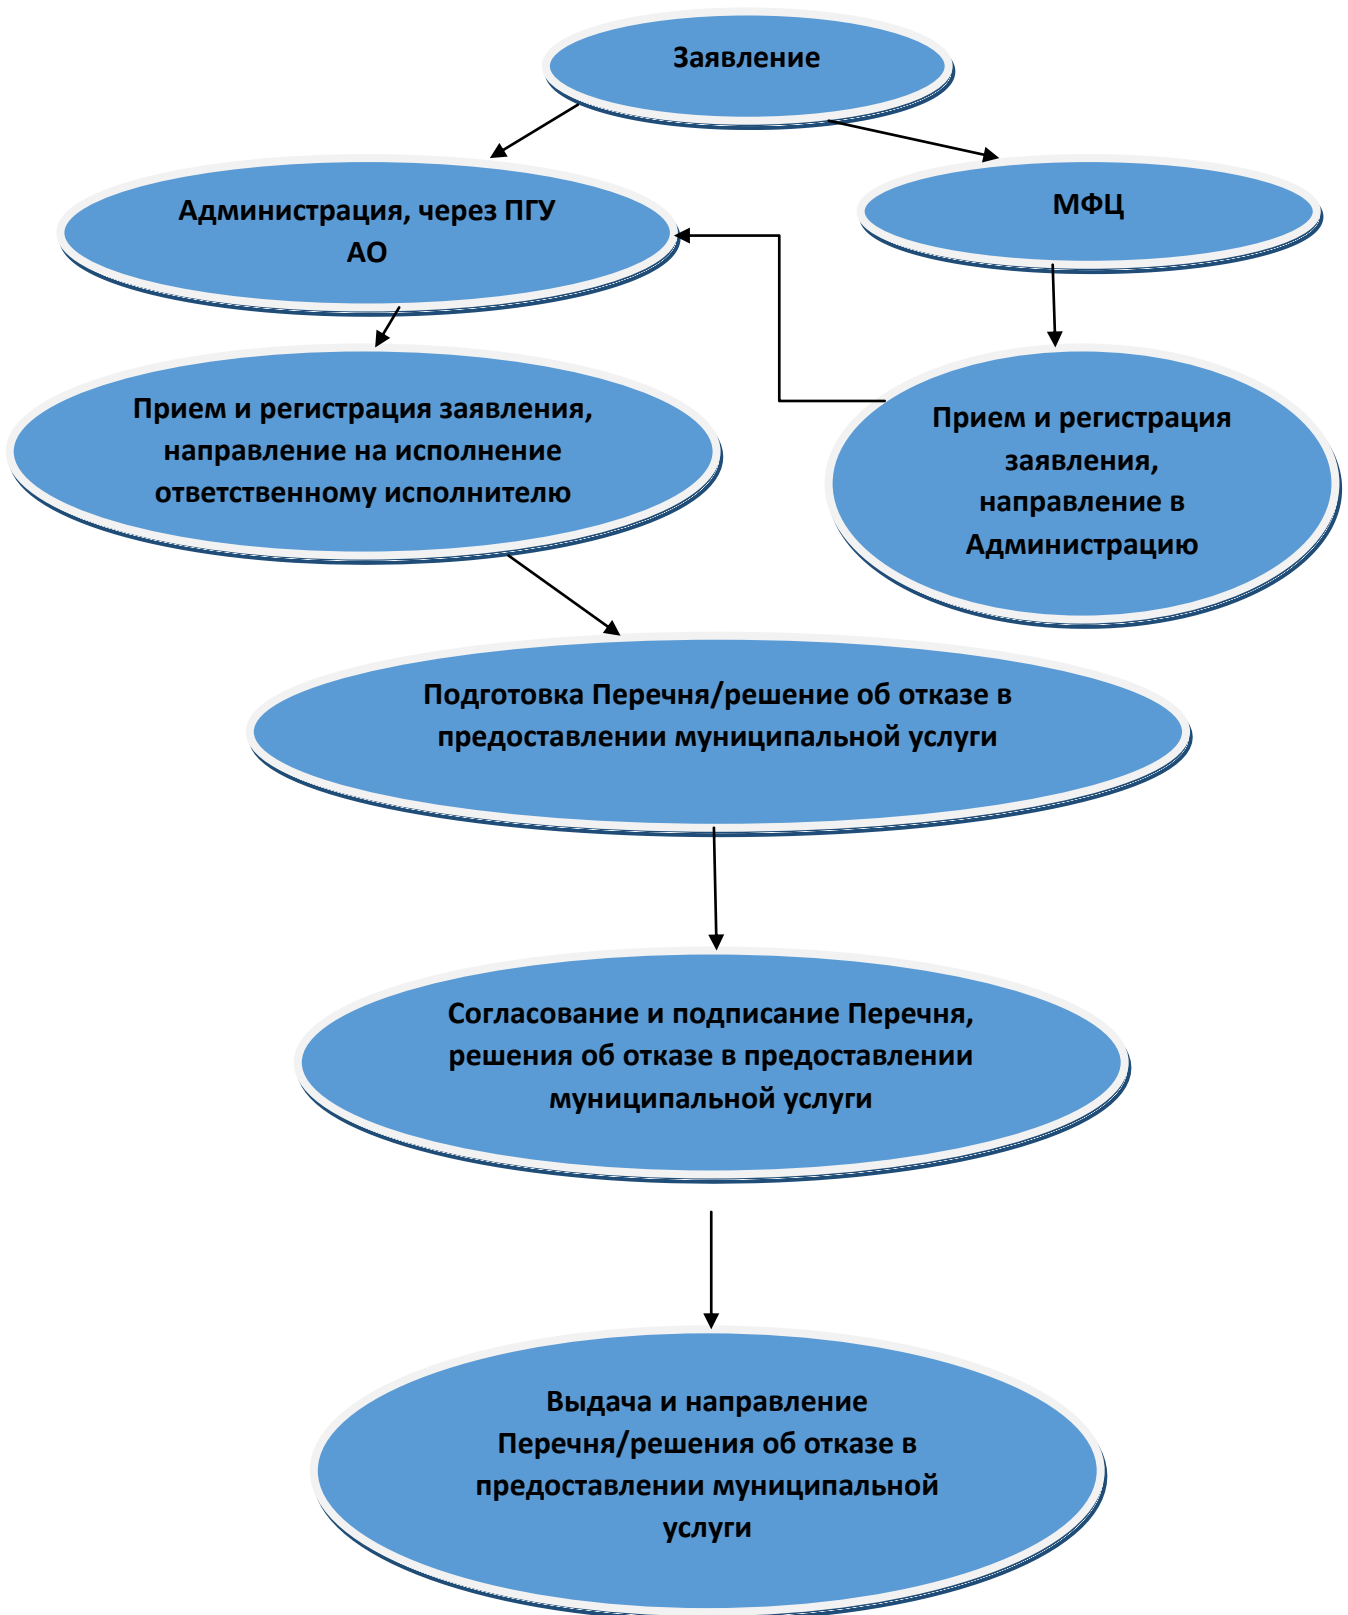 Заявление
Администрация, через ПГУ
АО
МФЦ
Прием и регистрация заявления,
направление на исполнение
ответственному исполнителю
Прием и регистрация
заявления,
направление в
Администрацию
Подготовка Перечня/решение об отказе в
предоставлении муниципальной услуги
Согласование и подписание Перечня,
решения об отказе в предоставлении
муниципальной услуги
Выдача и направление
Перечня/решения об отказе в
предоставлении муниципальной
услуги